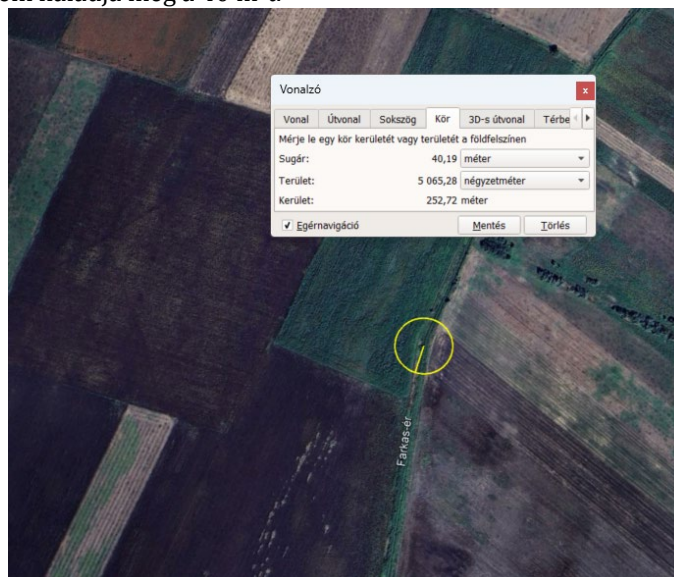 Vonalzó
Vonal Útvonal Sokszög Kör 3D-s útvonal Térbe
Mérje le egy kör kerületét vagy területét a földfelszínen
Sugár: 40,19 méter
Terület: 5 065,28 négyzetméter
Kerület: 252,72 méter
Egérnavigáció Mentés Törlés
Farkas-ér